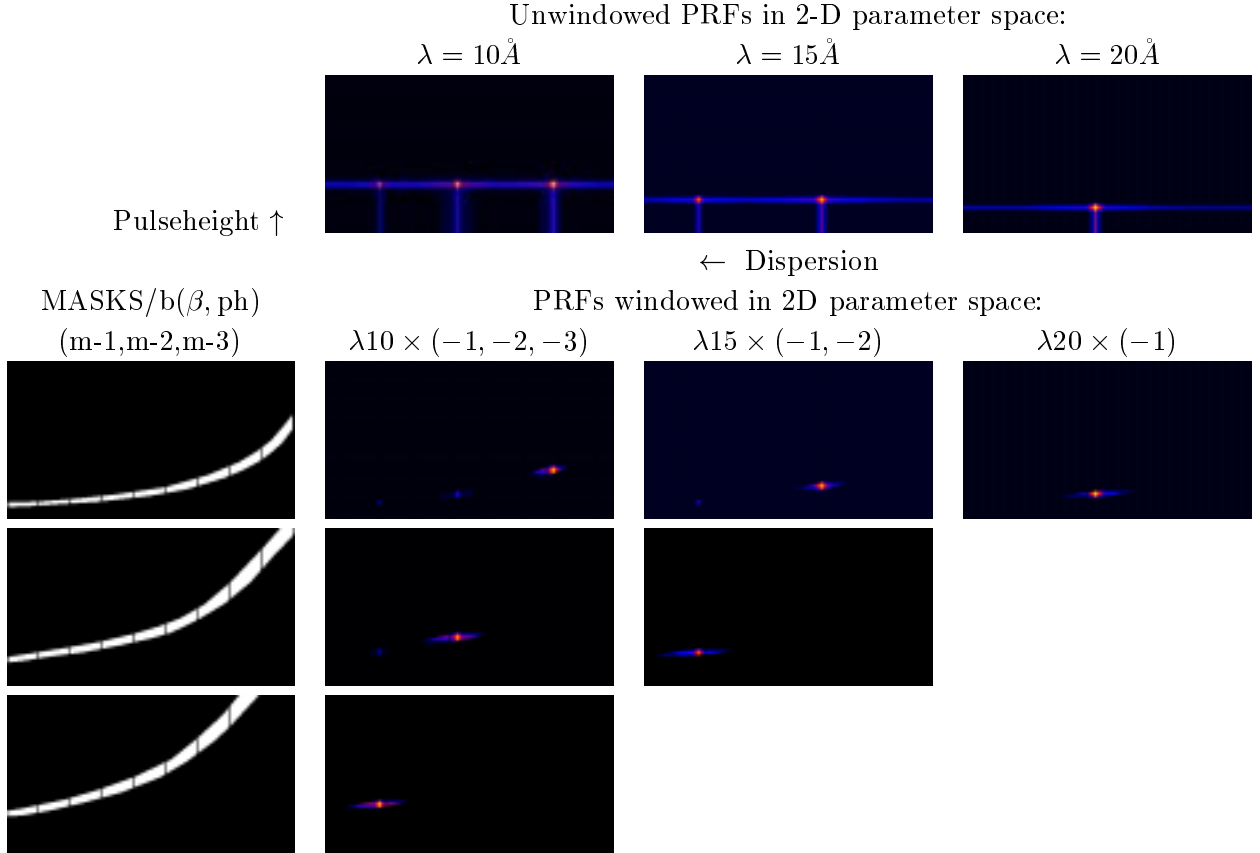 Unwindowed PRFs in 2-D parameter space:
λ = 10Å λ = 15Å λ = 20Å
Pulseheight ↑
← Dispersion
MASKS/b(β, ph) PRFs windowed in 2D parameter space:
(m-1,m-2,m-3) λ10 × (−1, −2, −3) λ15 × (−1, −2) λ20 × (−1)